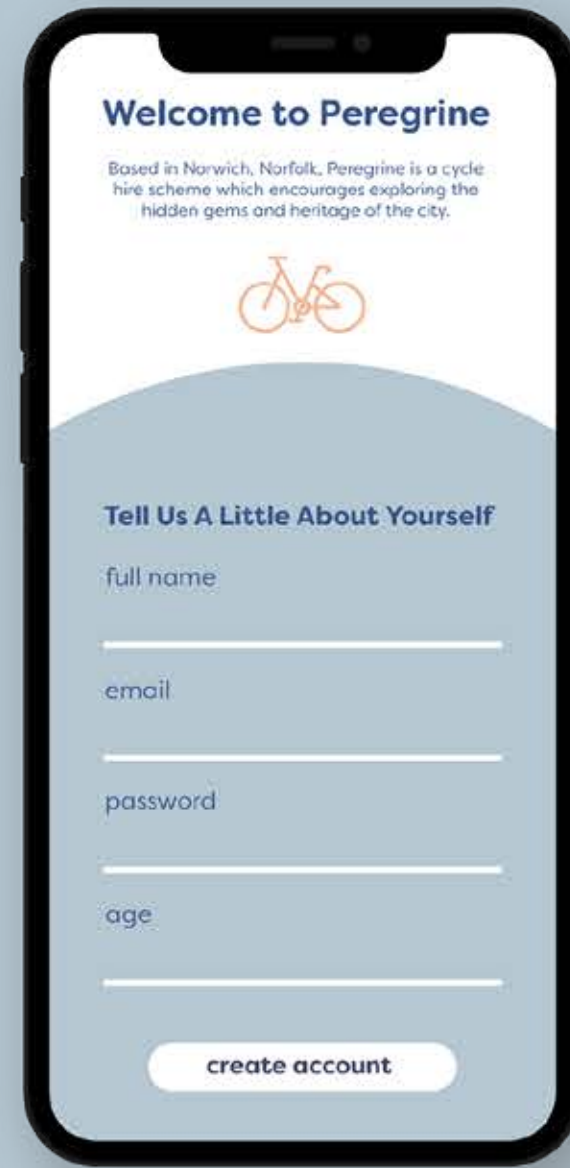 Welcome to Peregrine
Based in Norwich, Norfolk, Peregrine is a cycle
hire scheme which encourages exploring the
hidden gems and heritage of the city.
Tell Us A Little About Yourself
full name
email
password
age
create account